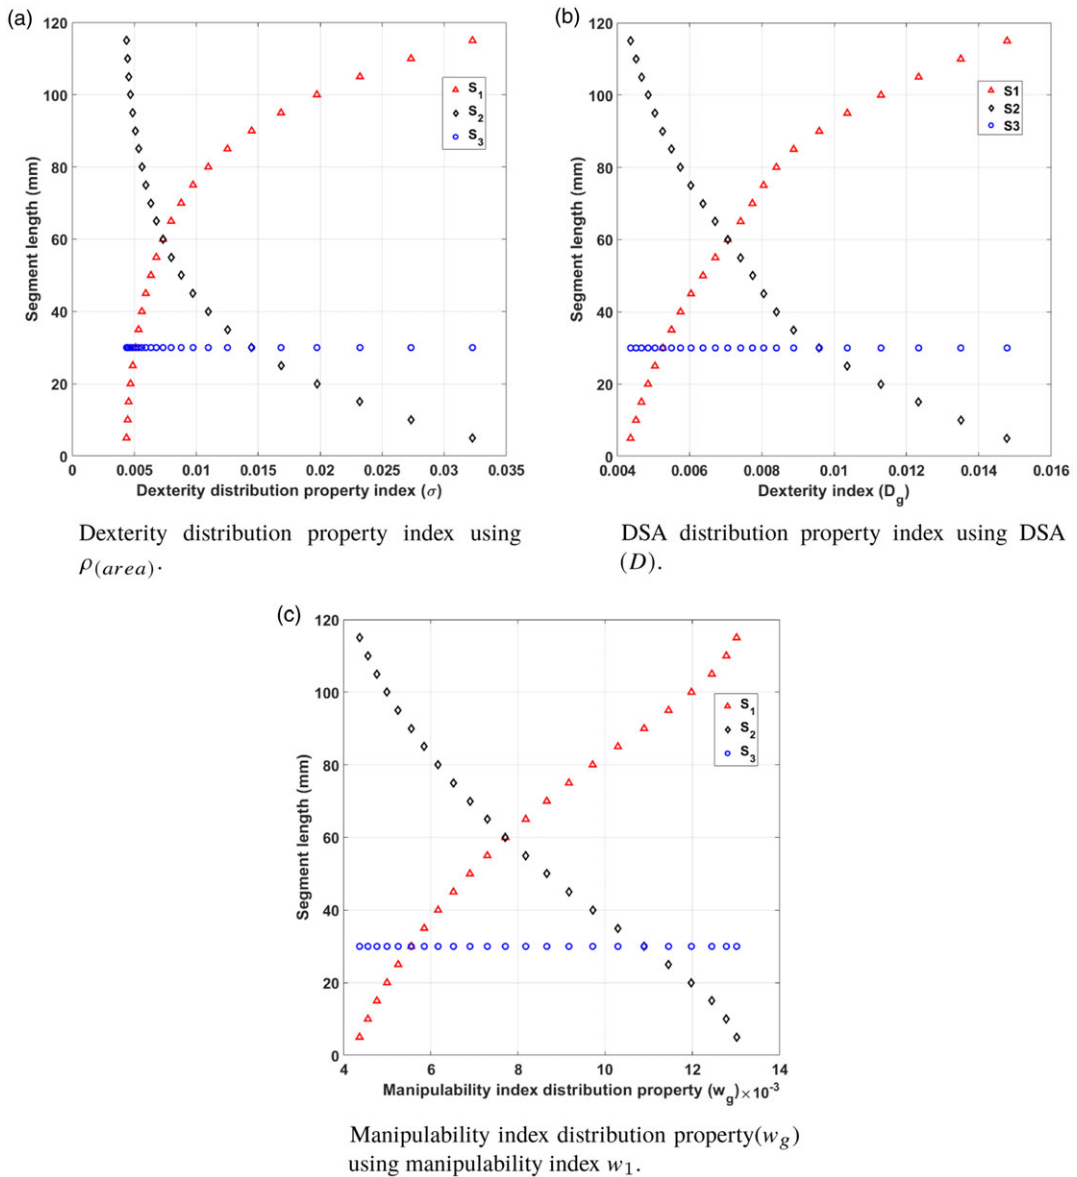 (a)
120
100
80
60
40
20
0
Segment length (mm)
S1
S2
S3
0 0.005 0.01 0.015 0.02 0.025 0.03 0.035
Dexterity distribution property index (σ)
Dexterity distribution property index using
ρ(area).
(b)
120
100
80
60
40
20
0
Segment length (mm)
S1
S2
S3
0.004 0.006 0.008 0.01 0.012 0.014 0.016
Dexterity index (Dg)
DSA distribution property index using DSA
(D).
(c)
120
100
80
60
40
20
0
Segment length (mm)
S1
S2
S3
4 6 8 10 12 14
Manipulability index distribution property (wg)×10-3
Manipulability index distribution property(wg)
using manipulability index w1.